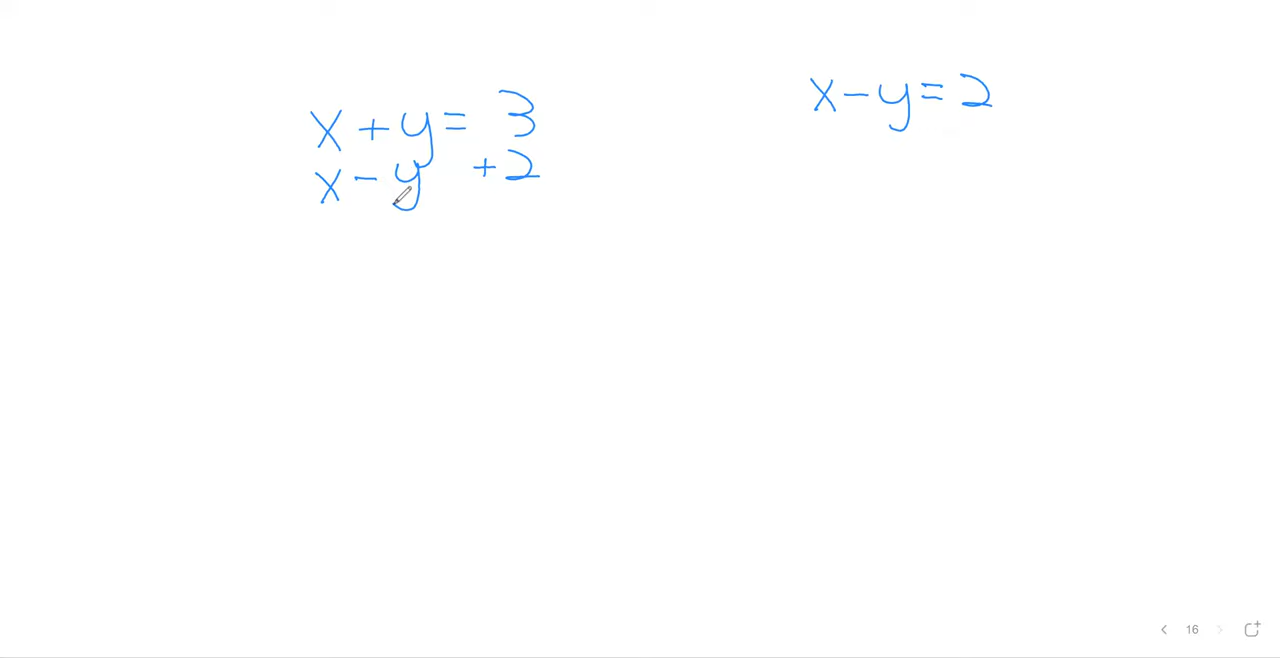 x + y = 3
x - y + 2
x - y = 2
16